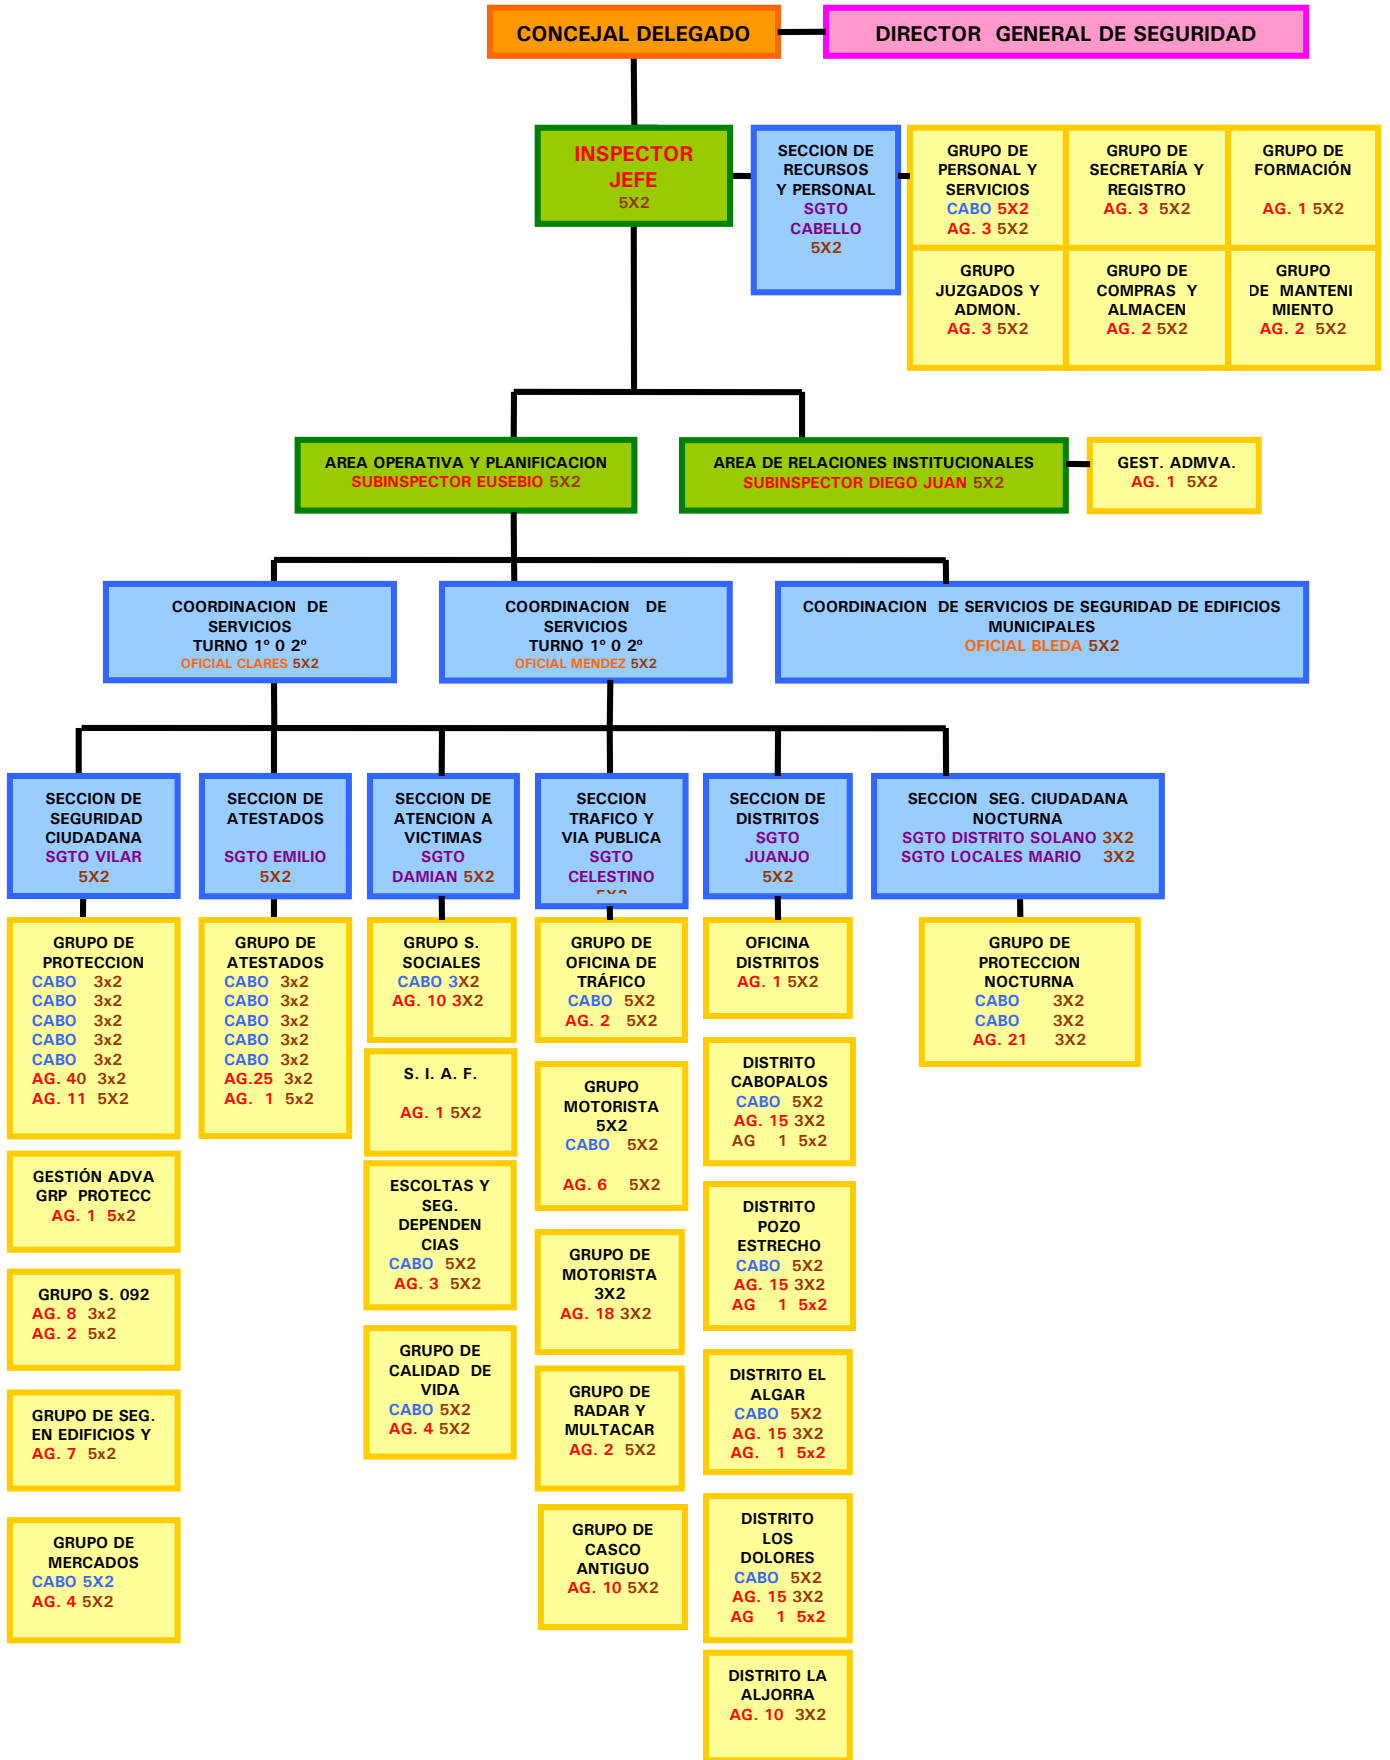 CONCEJAL DELEGADO
DIRECTOR GENERAL DE SEGURIDAD
INSPECTOR
JEFE
5X2
SECCION DE
RECURSOS
Y PERSONAL
SGTO
CABELLO
5X2
GRUPO DE
PERSONAL Y
SERVICIOS
CABO 5X2
AG. 3 5X2
GRUPO DE
SECRETARÍA Y
REGISTRO
AG. 3 5X2
GRUPO DE
FORMACIÓN
AG. 1 5X2
GRUPO
JUZGADOS Y
ADMON.
AG. 3 5X2
GRUPO DE
COMPRAS Y
ALMACEN
AG. 2 5X2
GRUPO
DE MANTENI
MIENTO
AG. 2 5X2
AREA OPERATIVA Y PLANIFICACION
SUBINSPECTOR EUSEBIO 5X2
AREA DE RELACIONES INSTITUCIONALES
SUBINSPECTOR DIEGO JUAN 5X2
GEST. ADMVA.
AG. 1 5X2
COORDINACION DE
SERVICIOS
TURNO 1º 0 2º
OFICIAL CLARES 5X2
COORDINACION DE
SERVICIOS
TURNO 1º 0 2º
OFICIAL MENDEZ 5X2
COORDINACION DE SERVICIOS DE SEGURIDAD DE EDIFICIOS
MUNICIPALES
OFICIAL BLEDA 5X2
SECCION DE
SEGURIDAD
CIUDADANA
SGTO VILAR
5X2
SECCION DE
ATESTADOS
SGTO EMILIO
5X2
SECCION DE
ATENCION A
VICTIMAS
SGTO
DAMIAN 5X2
SECCION
TRAFICO Y
VIA PUBLICA
SGTO
CELESTINO
5X2
SECCION DE
DISTRITOS
SGTO
JUANJO
5X2
SECCION SEG. CIUDADANA
NOCTURNA
SGTO DISTRITO SOLANO 3X2
SGTO LOCALES MARIO 3X2
GRUPO DE
PROTECCION
CABO 3x2
CABO 3x2
CABO 3x2
CABO 3x2
CABO 3x2
AG. 40 3x2
AG. 11 5X2
GESTIÓN ADVA
GRP PROTECC
AG. 1 5x2
GRUPO S. 092
AG. 8 3x2
AG. 2 5x2
GRUPO DE SEG.
EN EDIFICIOS Y
AG. 7 5x2
GRUPO DE
MERCADOS
CABO 5X2
AG. 4 5X2
GRUPO DE
ATESTADOS
CABO 3x2
CABO 3x2
CABO 3x2
CABO 3x2
CABO 3x2
AG.25 3x2
AG. 1 5x2
GRUPO S.
SOCIALES
CABO 3X2
AG. 10 3X2
S. I. A. F.
AG. 1 5X2
ESCOLTAS Y
SEG.
DEPENDEN
CIAS
CABO 5X2
AG. 3 5X2
GRUPO DE
CALIDAD DE
VIDA
CABO 5X2
AG. 4 5X2
GRUPO DE
OFICINA DE
TRÁFICO
CABO 5X2
AG. 2 5X2
GRUPO
MOTORISTA
5X2
CABO 5X2
AG. 6 5X2
GRUPO DE
MOTORISTA
3X2
AG. 18 3X2
GRUPO DE
RADAR Y
MULTACAR
AG. 2 5X2
GRUPO DE
CASCO
ANTIGUO
AG. 10 5X2
OFICINA
DISTRITOS
AG. 1 5X2
DISTRITO
CABOPALOS
CABO 5X2
AG. 15 3X2
AG 1 5x2
DISTRITO
POZO
ESTRECHO
CABO 5X2
AG. 15 3X2
AG 1 5x2
DISTRITO EL
ALGAR
CABO 5X2
AG. 15 3X2
AG. 1 5x2
DISTRITO
LOS
DOLORES
CABO 5X2
AG. 15 3X2
AG 1 5x2
DISTRITO LA
ALJORRA
AG. 10 3X2
GRUPO DE
PROTECCION
NOCTURNA
CABO 3X2
CABO 3X2
AG. 21 3X2